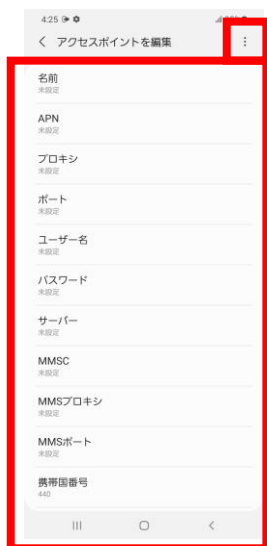 4:25
アクセスポイントを編集
名前
未設定
APN
未設定
プロキシ
未設定
ポート
未設定
ユーザー名
未設定
パスワード
未設定
サーバー
未設定
MMSC
未設定
MMSプロキシ
未設定
MMSポート
未設定
携帯国番号
440